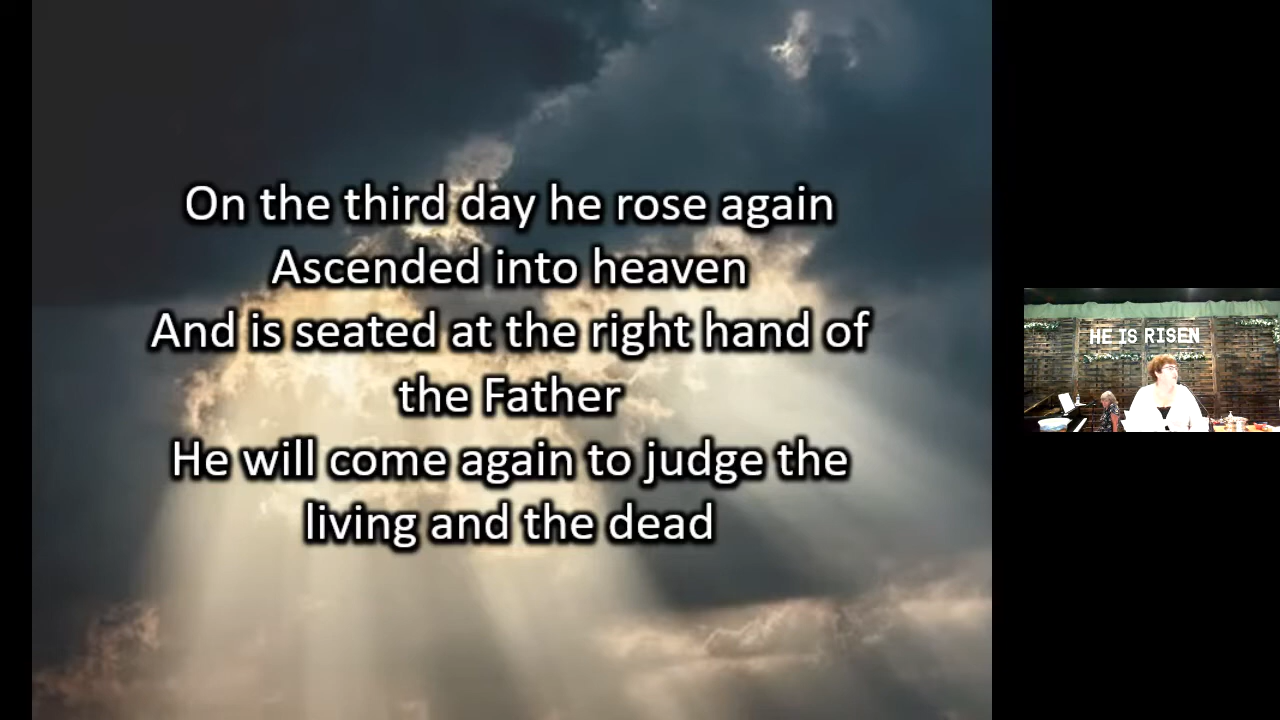 On the third day he rose again
Ascended into heaven
And is seated at the right hand of
the Father
He will come again to judge the
living and the dead
HE IS RISEN